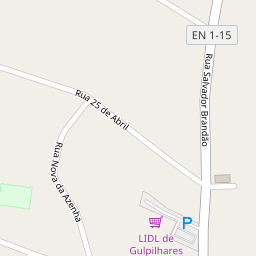 EN 1-15
Rua Salvador Brandão
Rua 25 de Abril
Rua Nova da Azenha
P
LIDL de
Gulpilhares